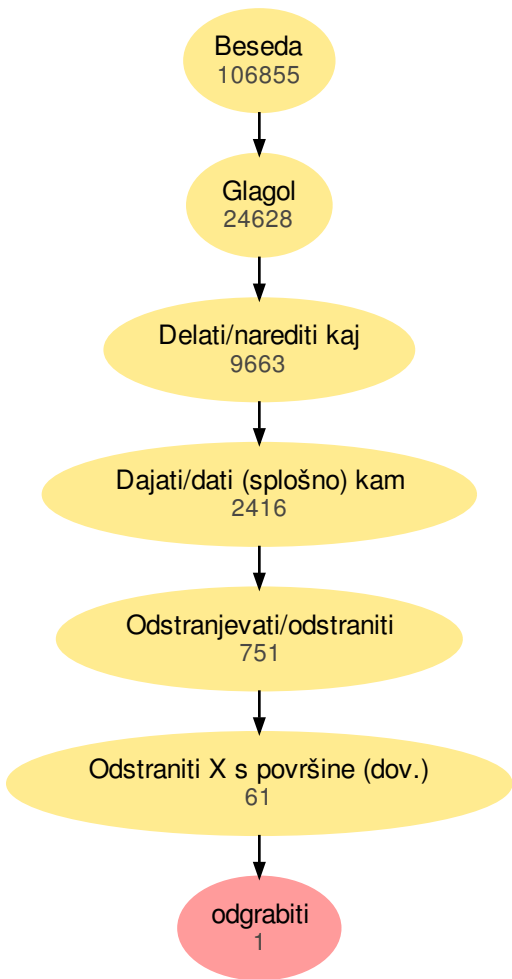 Beseda
106855
Glagol
24628
Delati/narediti kaj
9663
Dajati/dati (splošno) kam
2416
Odstranjevati/odstraniti
751
Odstraniti X s površine (dov.)
61
odgrabiti
1